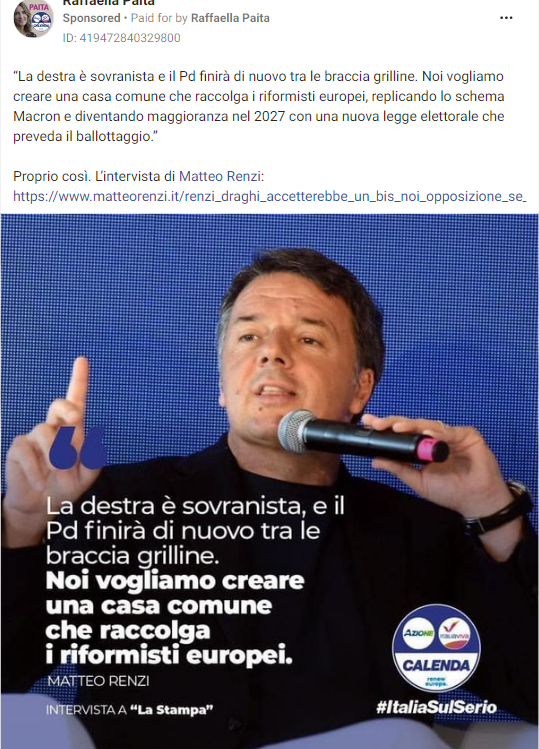 Raffaella Paita
Sponsored • Paid for by Raffaella Paita
ID: 419472840329800
“La destra è sovranista e il Pd finirà di nuovo tra le braccia grilline. Noi vogliamo
creare una casa comune che raccolga i riformisti europei, replicando lo schema
Macron e diventando maggioranza nel 2027 con una nuova legge elettorale che
preveda il ballottaggio.”
Proprio così. L’intervista di Matteo Renzi:
https://www.matteorenzi.it/renzi_draghi_accetterebbe_un_bis_noi_opposizione_se_
“
La destra è sovranista, e il
Pd finirà di nuovo tra le
braccia grilline.
Noi vogliamo creare
una casa comune
che raccolga
i riformisti europei.
MATTEO RENZI
INTERVISTA A “La Stampa”
AZIONE
italiaviva
CALENDA
renew
europe.
#ItaliaSulSerio
PAITA